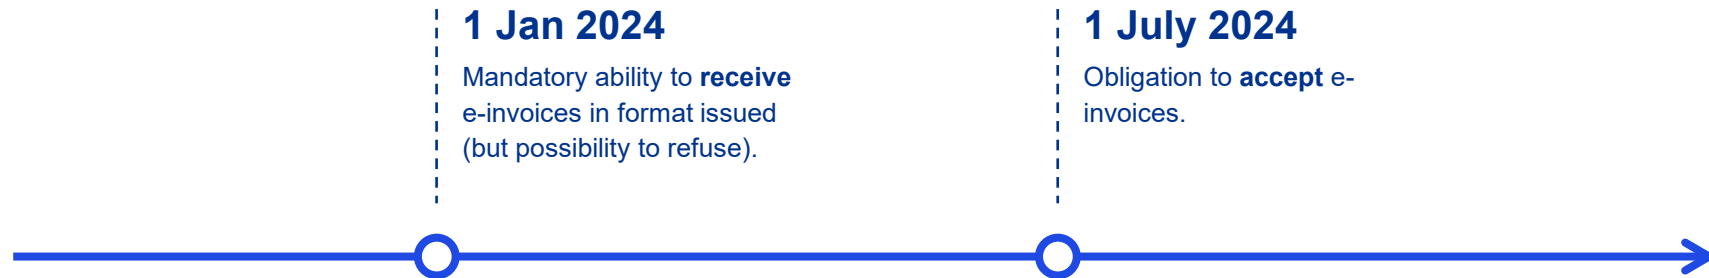 1 Jan 2024
Mandatory ability to receive
e-invoices in format issued
(but possibility to refuse).
1 July 2024
Obligation to accept e-
invoices.